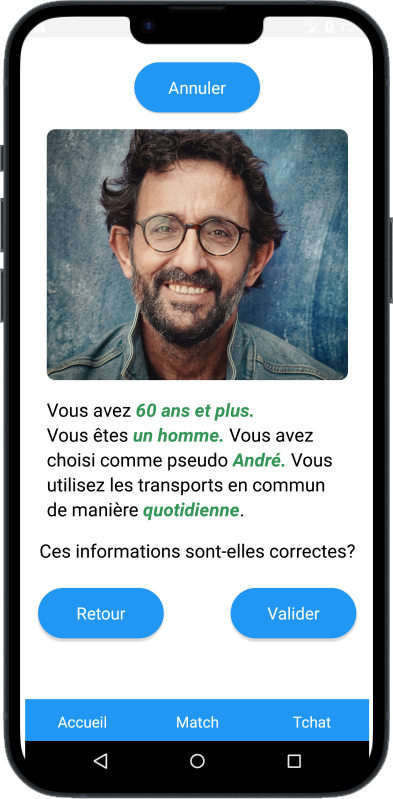 Annuler
Vous avez 60 ans et plus.
Vous êtes un homme. Vous avez
choisi comme pseudo André. Vous
utilisez les transports en commun
de manière quotidienne.
Ces informations sont-elles correctes?
Retour
Valider
Accueil
Match
Tchat